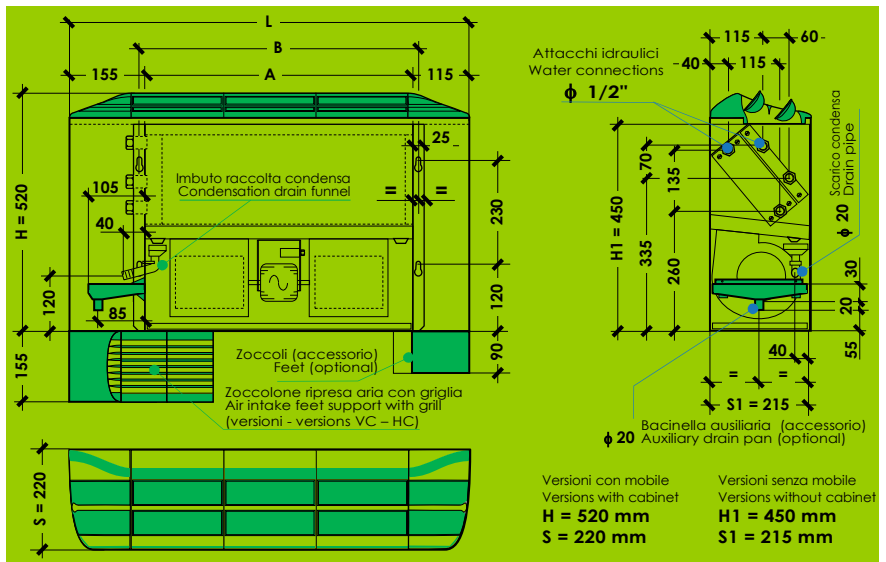 L
B
155
A
115
25
H = 520
Imbuto raccolta condensa
Condensation drain funnel
105
=
=
40
230
120
120
85
155
90
Zoccoli (accessorio)
Feet (optional)
Zoccolone ripresa aria con griglia
Air intake feet support with grill
(versioni - versions VC – HC)
S = 220
115
60
Attacchi idraulici
Water connections
ϕ 1/2"
40
115
Scarico condensa
Drain pipe
ϕ 20
70
135
H1 = 450
335
260
30
20
55
40
=
=
S1 = 215
Bacinella ausiliaria (accessorio)
ϕ 20 Auxiliary drain pan (optional)
Versioni con mobile
Versions with cabinet
H = 520 mm
S = 220 mm
Versioni senza mobile
Versions without cabinet
H1 = 450 mm
S1 = 215 mm